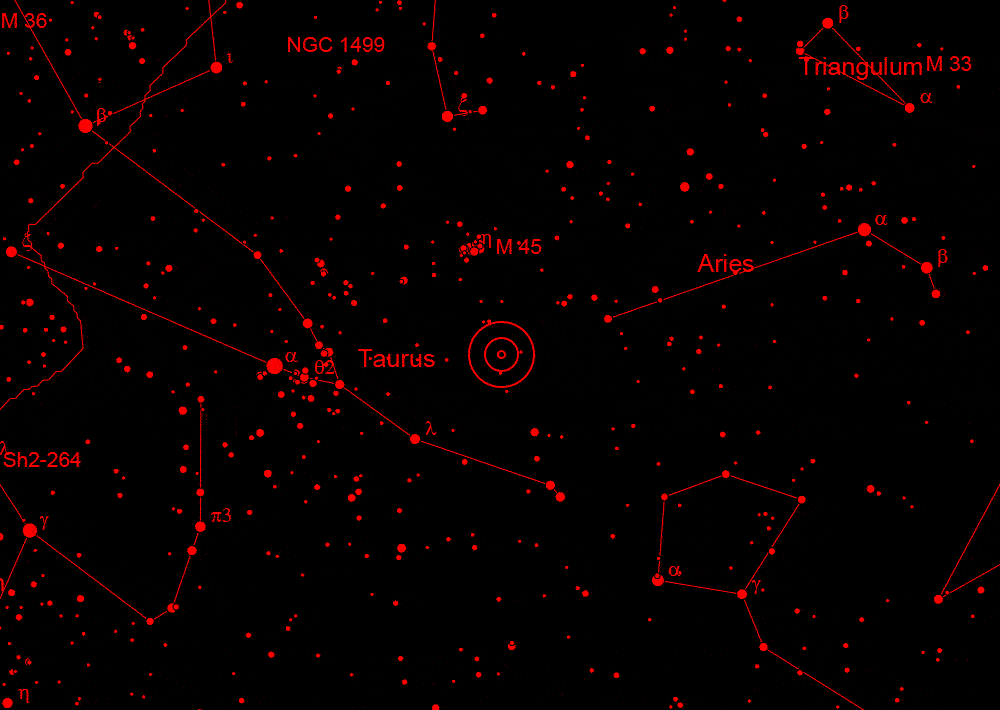 M 36
β
NGC 1499
Triangulum
M 33
ι
α
β
ζ
ξ
η
M 45
α
β
Aries
α
θ2
Taurus
λ
λ
Sh2-264
γ
π3
α
γ
η